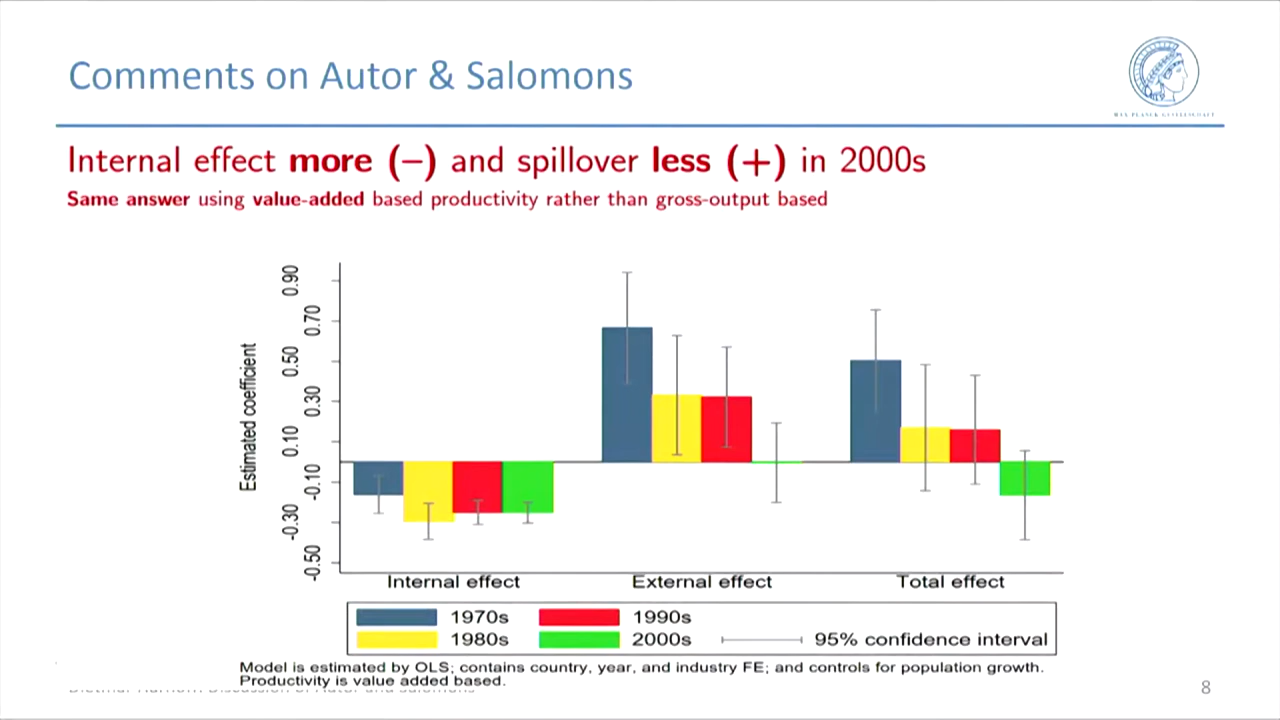 Comments on Autor & Salomons
MAX-PLANCK-GESELLSCHAFT
Internal effect more (−) and spillover less (+) in 2000s
Same answer using value-added based productivity rather than gross-output based
Estimated coefficient
0.90
0.70
0.50
0.30
0.10
-0.10
-0.30
-0.50
Internal effect External effect Total effect
1970s 1990s
1980s 2000s 95% confidence interval
Model is estimated by OLS; contains country, year, and industry FE; and controls for population growth.
Productivity is value added based.
8